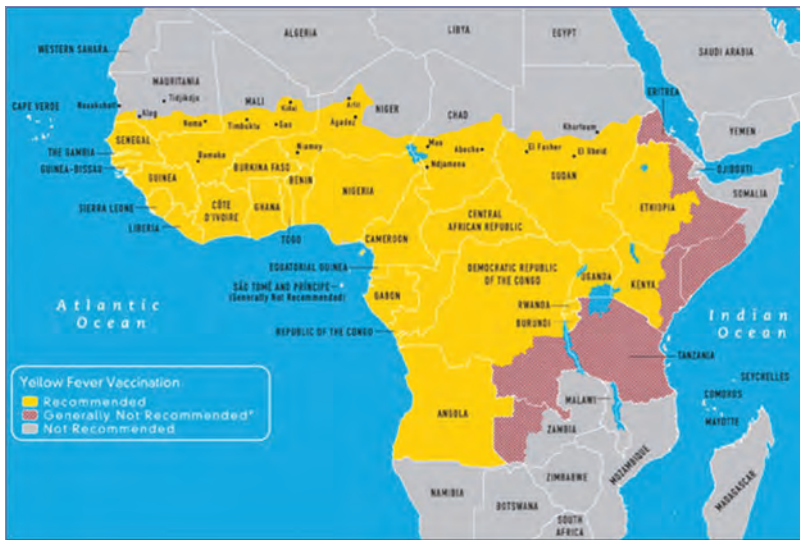 ALGERIA
LIBYA
EGYPT
WESTERN SAHARA
SAUDI ARABIA
MAURITANIA
Tidjikdja
MALI
NIGER
CHAD
ERITREA
CAPE VERDE
Nouakchott
Aleg
Kidal
Arlit
Nema
Timbuktu
Gao
Agadez
Khartoum
YEMEN
SENEGAL
THE GAMBIA
Bamako
Niamey
Mao
Abeche
El Fasher
El Obeid
Ndjamena
DJIBOUTI
GUINEA-BISSAU
GUINEA
BURKINA FASO
BENIN
NIGERIA
SUDAN
SOMALIA
SIERRA LEONE
CÔTE
D'IVOIRE
GHANA
ETHIOPIA
LIBERIA
TOGO
CENTRAL
AFRICAN REPUBLIC
CAMEROON
EQUATORIAL GUINEA
DEMOCRATIC REPUBLIC
OF THE CONGO
UGANDA
KENYA
SÃO TOMÉ AND PRÍNCIPE
(Generally Not Recommended)
GABON
RWANDA
BURUNDI
Atlantic
Ocean
REPUBLIC OF THE CONGO
Indian
Ocean
TANZANIA
Yellow Fever Vaccination
Recommended
Generally Not Recommended*
Not Recommended
SEYCHELLES
ANGOLA
MALAWI
COMOROS
MAYOTTE
ZAMBIA
MOZAMBIQUE
ZIMBABWE
MADAGASCAR
NAMIBIA
BOTSWANA
SOUTH
AFRICA